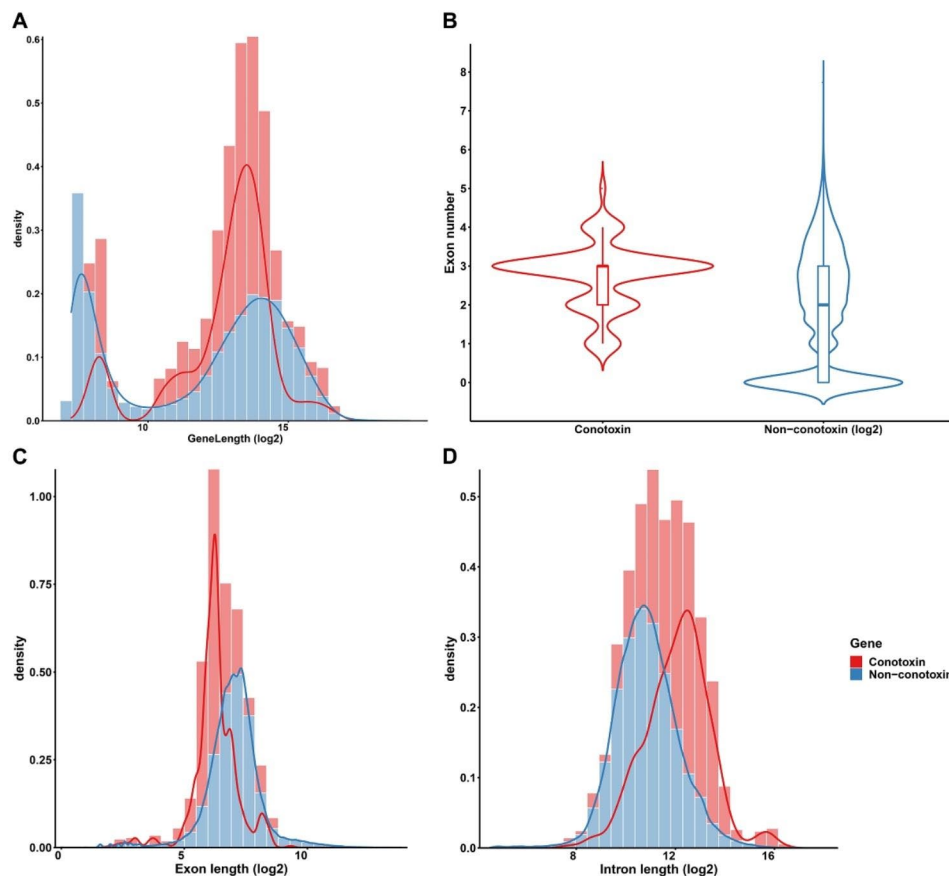 A
0.6
0.5
0.4
0.3
0.2
0.1
0.0
density
10
15
GeneLength (log2)
B
8
7
6
5
4
3
2
1
0
Exon number
Conotoxin
Non−conotoxin (log2)
C
1.00
0.75
0.50
0.25
0.00
density
0
5
10
Exon length (log2)
D
0.5
0.4
0.3
0.2
0.1
0.0
density
8
12
16
Intron length (log2)
Gene
Conotoxin
Non−conotoxin